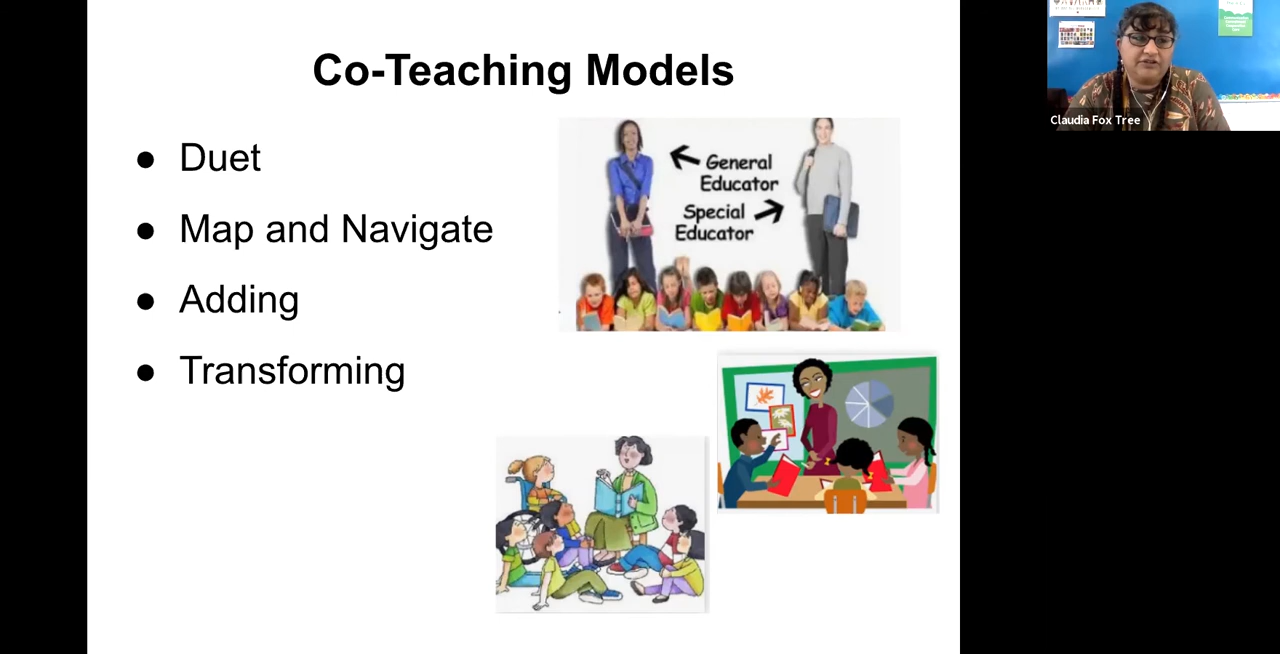 Co-Teaching Models
● Duet
● Map and Navigate
● Adding
● Transforming
General
Educator
Special
Educator
Claudia Fox Tree